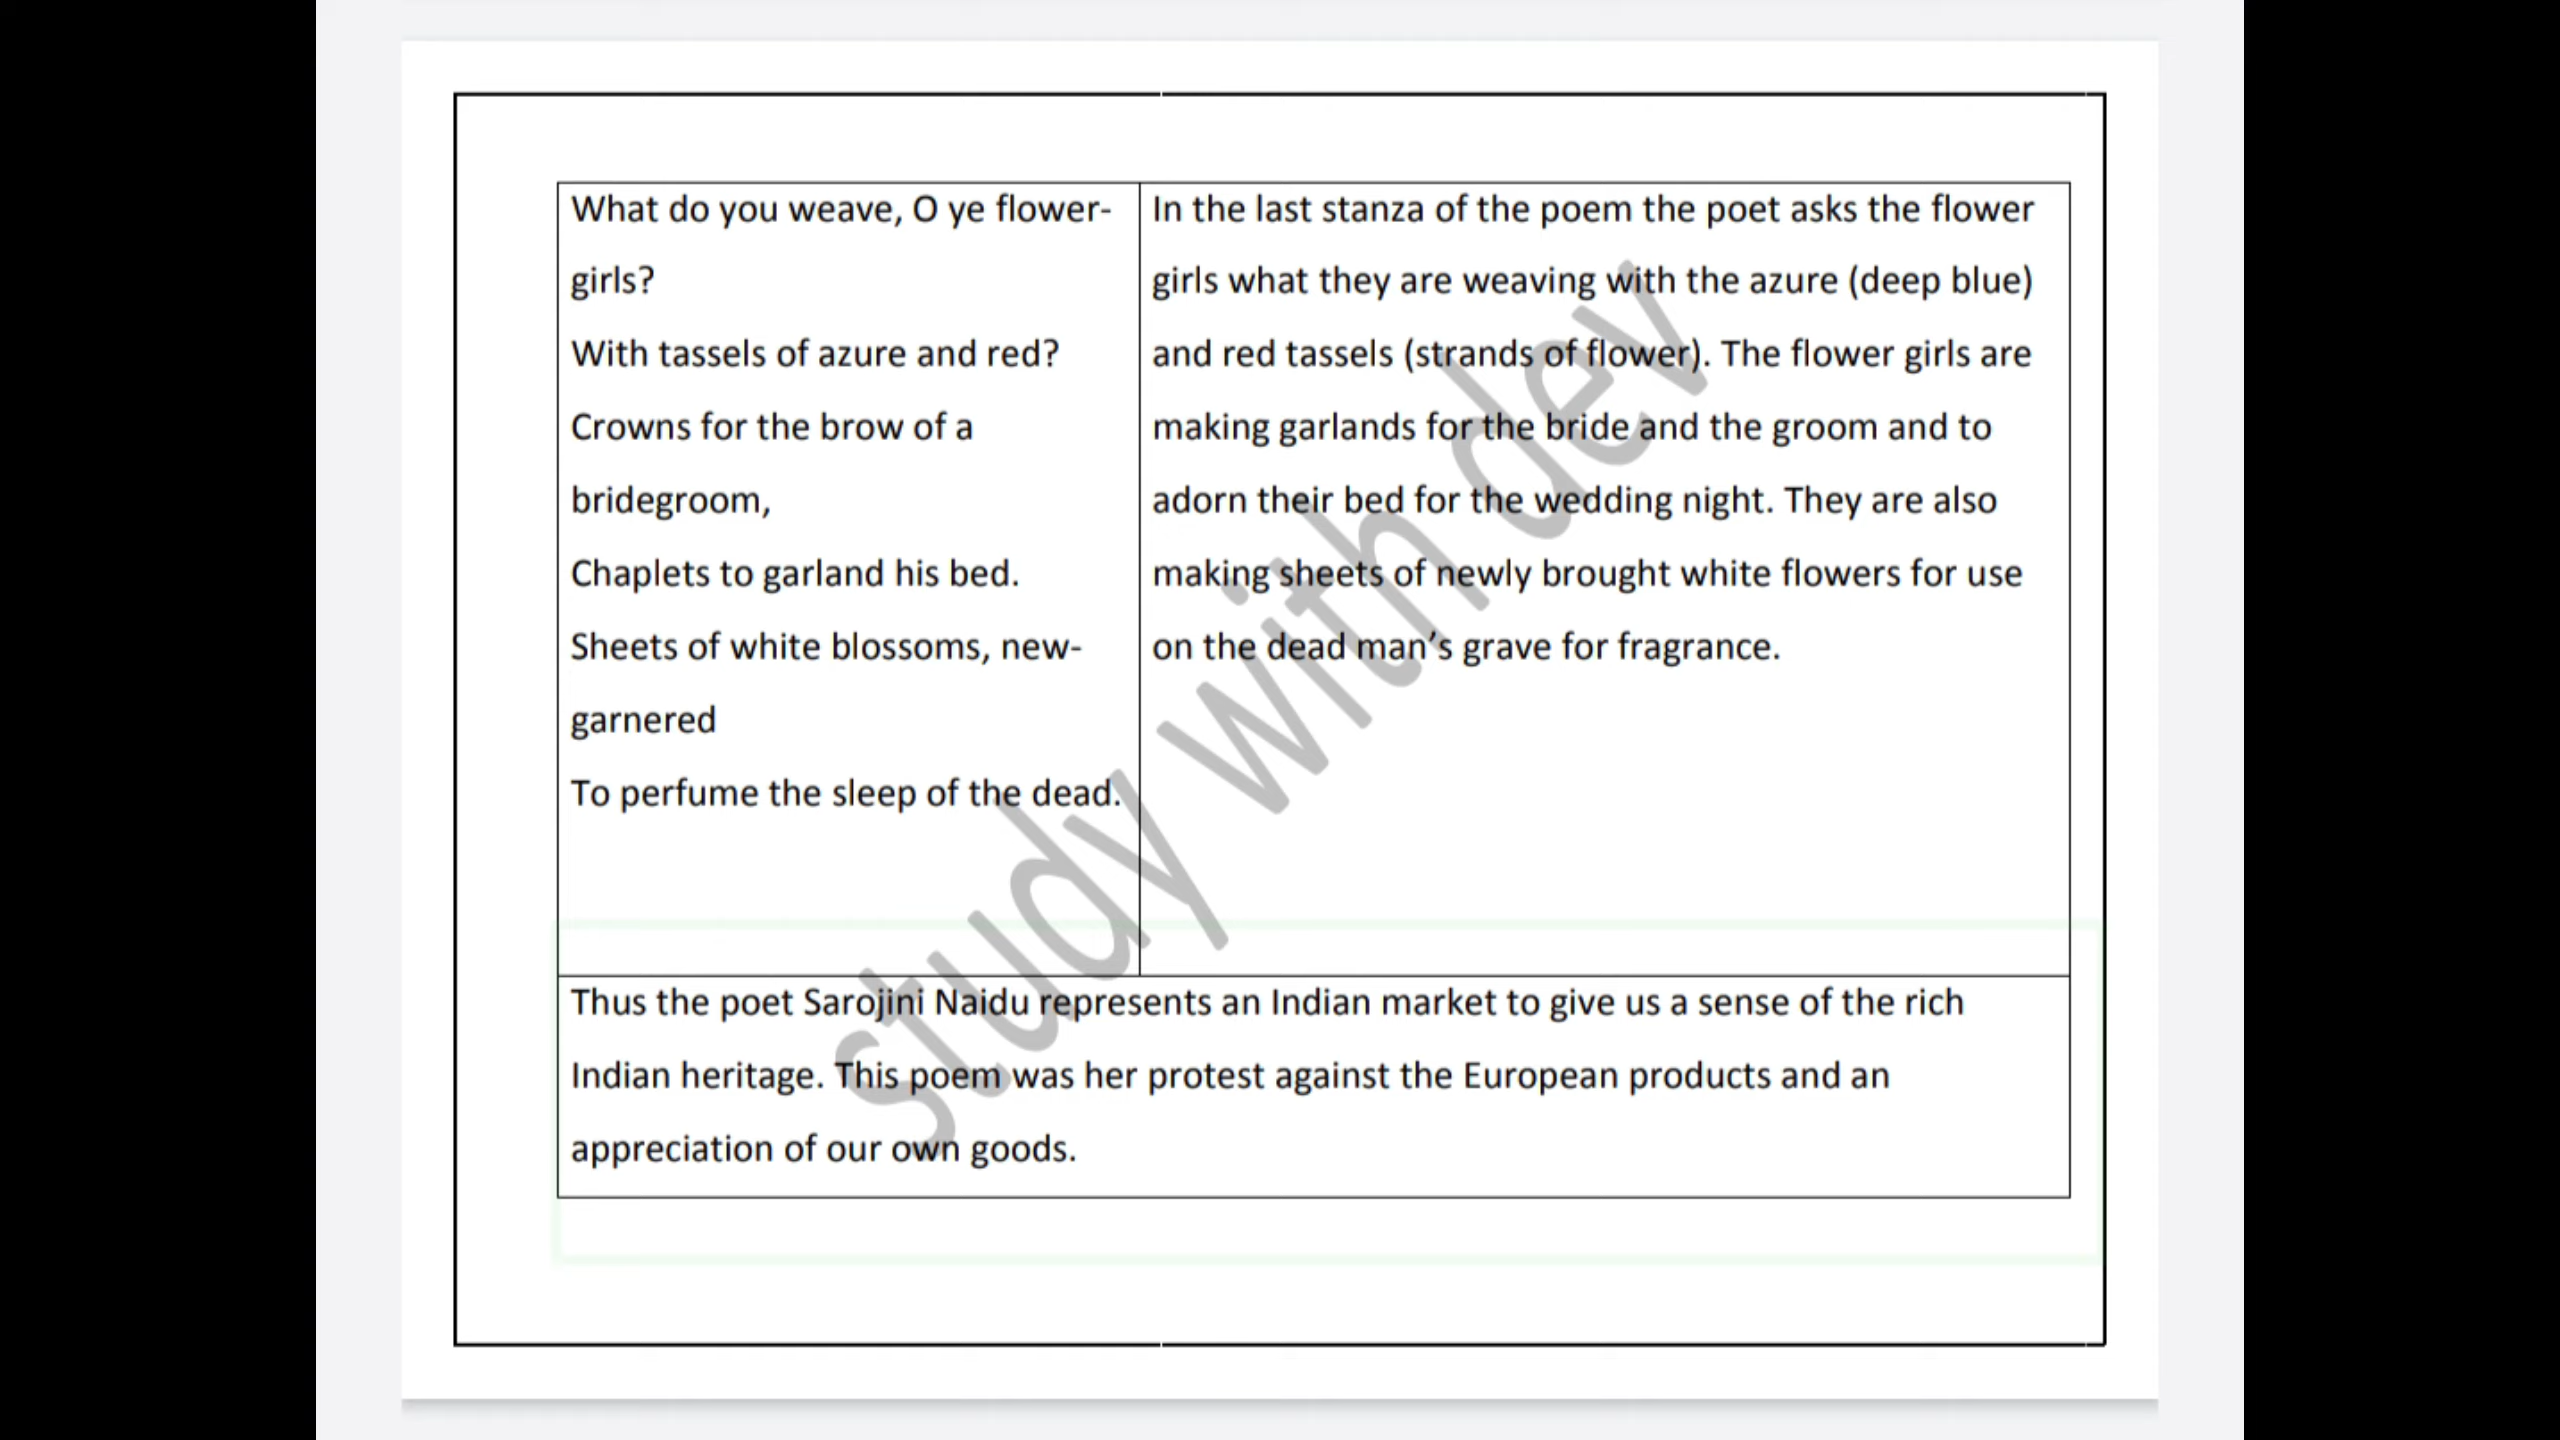 What do you weave, O ye flower-
girls?
With tassels of azure and red?
Crowns for the brow of a
bridegroom,
Chaplets to garland his bed.
Sheets of white blossoms, new-
garnered
To perfume the sleep of the dead.
In the last stanza of the poem the poet asks the flower
girls what they are weaving with the azure (deep blue)
and red tassels (strands of flower). The flower girls are
making garlands for the bride and the groom and to
adorn their bed for the wedding night. They are also
making sheets of newly brought white flowers for use
on the dead man’s grave for fragrance.
Thus the poet Sarojini Naidu represents an Indian market to give us a sense of the rich
Indian heritage. This poem was her protest against the European products and an
appreciation of our own goods.
study with dev